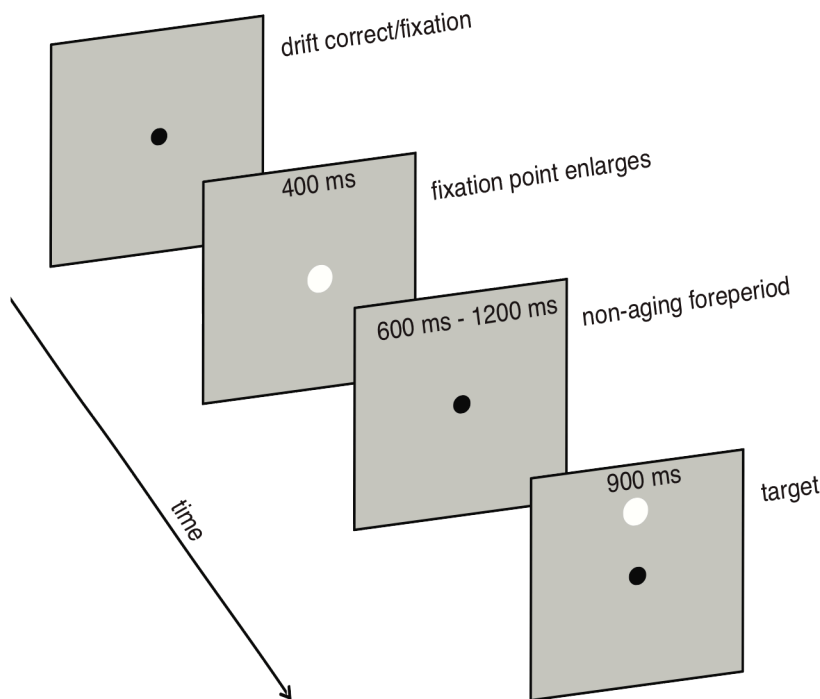 drift correct/fixation
400 ms
fixation point enlarges
600 ms - 1200 ms
non-aging foreperiod
900 ms
target
time